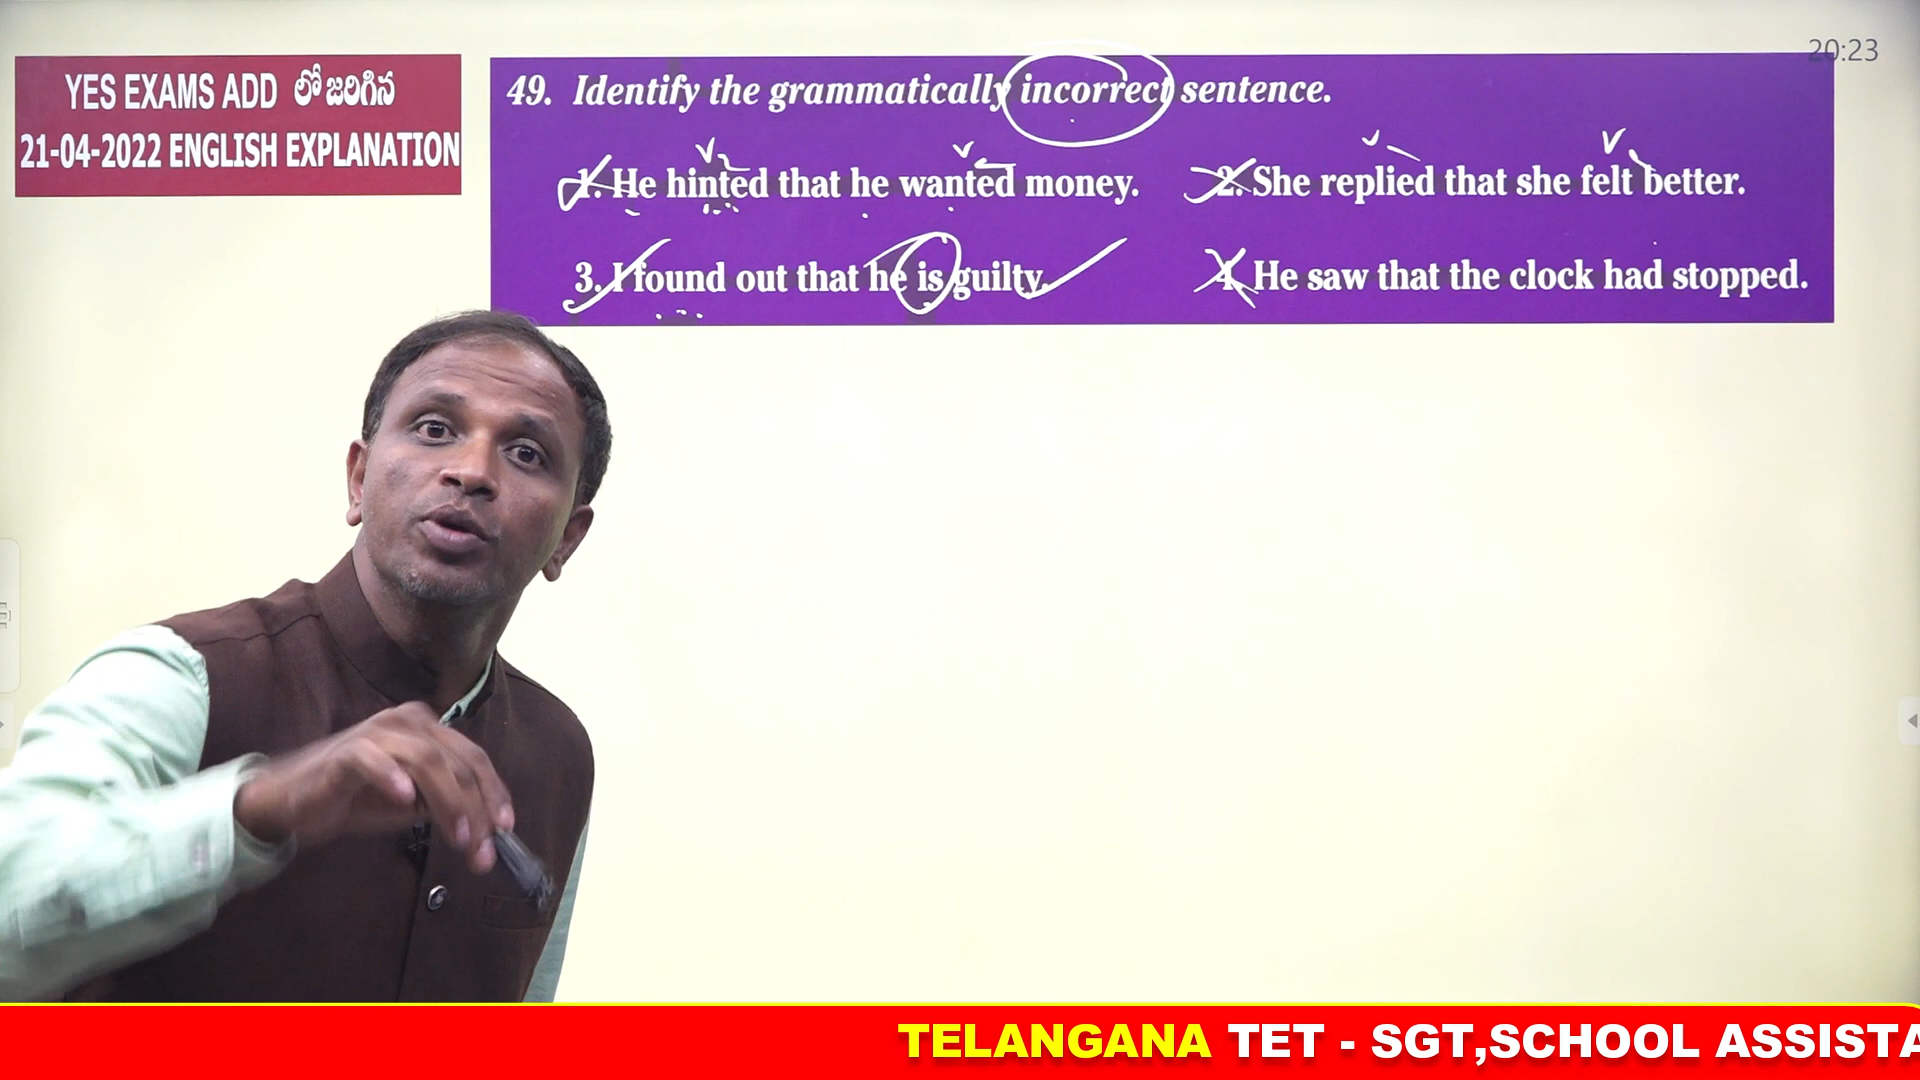 20:23
YES EXAMS ADD లో జరిగిన
21-04-2022 ENGLISH EXPLANATION
49. Identify the grammatically incorrect sentence.
1. He hinted that he wanted money. 2. She replied that she felt better.
3. I found out that he is guilty. 4. He saw that the clock had stopped.
TELANGANA TET - SGT,SCHOOL ASSISTA